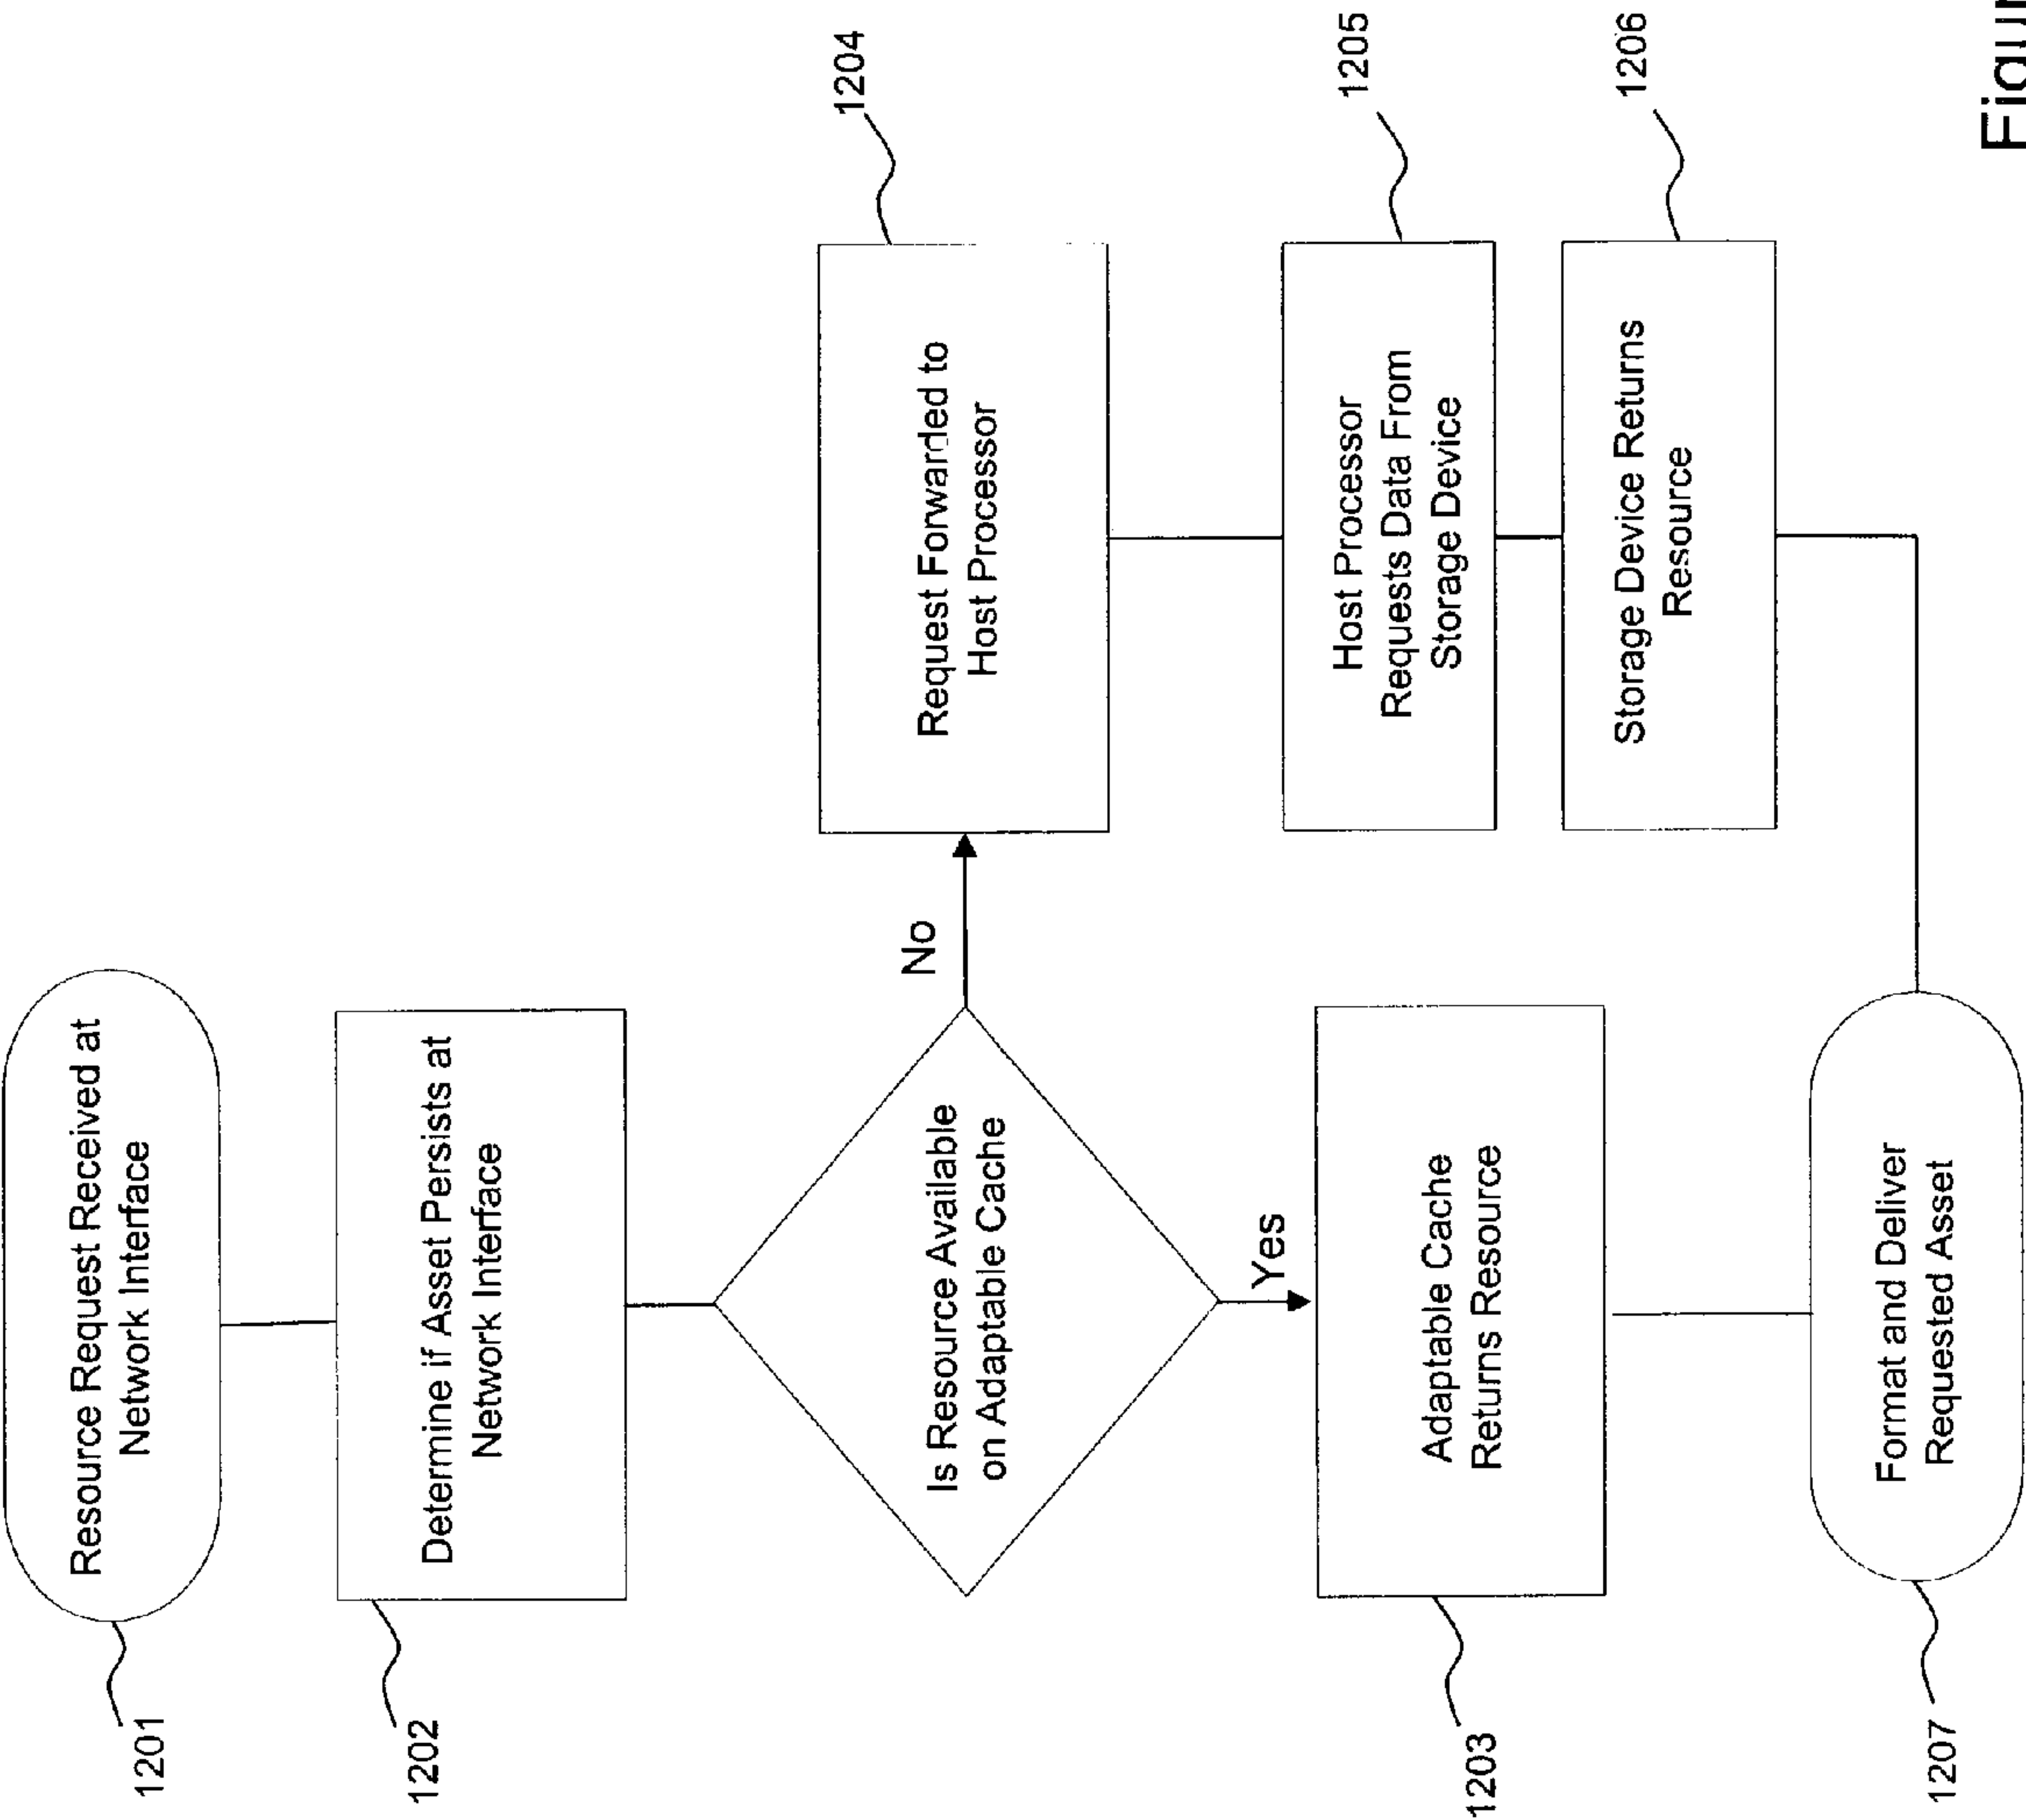 1201
Resource Request Received at
Network Interface
1202
Determine if Asset Persists at
Network Interface
Is Resource Available
on Adaptable Cache
No
Yes
1204
Request Forwarded to
Host Processor
1205
Host Processor
Requests Data From
Storage Device
1206
Storage Device Returns
Resource
1203
Adaptable Cache
Returns Resource
1207
Format and Deliver
Requested Asset